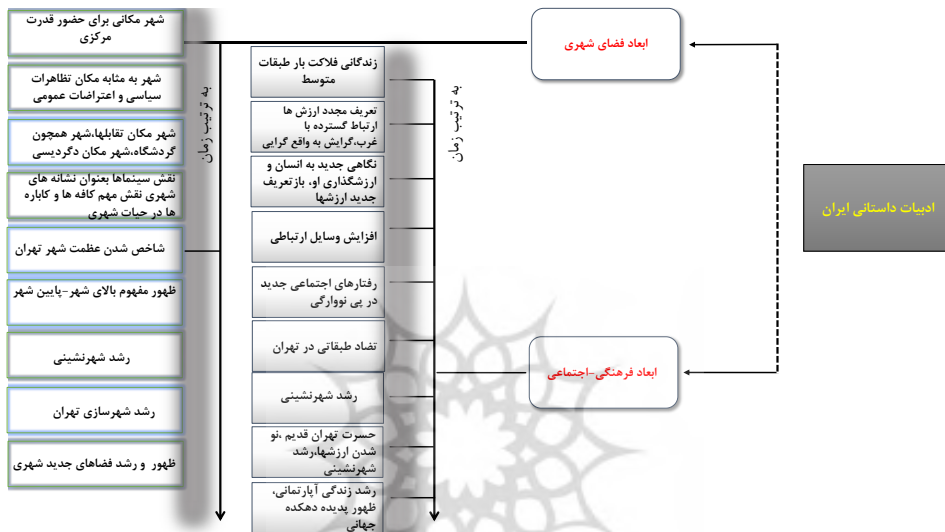 ادبیات داستانی ایران
ابعاد فضای شهری
ابعاد فرهنگی-اجتماعی
به ترتیب زمان
زندگانی فلاکت بار طبقات
متوسط
تعریف مجدد ارزش ها
ارتباط گسترده با
غرب،گرایش به واقع گرایی
نگاهی جدید به انسان و
ارزشگذاری او، بازتعریف
جدید ارزشها
افزایش وسایل ارتباطی
رفتارهای اجتماعی جدید
در پی نووارگی
تضاد طبقاتی در تهران
رشد شهرنشینی
حسرت تهران قدیم ،نو
شدن ارزشها،رشد
شهرنشینی
رشد زندگی آپارتمانی،
ظهور پدیده دهکده
جهانی
به ترتیب زمان
شهر مکانی برای حضور قدرت
مرکزی
شهر به مثابه مکان تظاهرات
سیاسی و اعتراضات عمومی
شهر مکان تقابلها،شهر همچون
گردشگاه،شهر مکان دگردیسی
نقش سینماها بعنوان نشانه های
شهری نقش مهم کافه ها و کاباره
ها در حیات شهری
شاخص شدن عظمت شهر تهران
ظهور مفهوم بالای شهر-پایین شهر
رشد شهرنشینی
رشد شهرسازی تهران
ظهور و رشد فضاهای جدید شهری